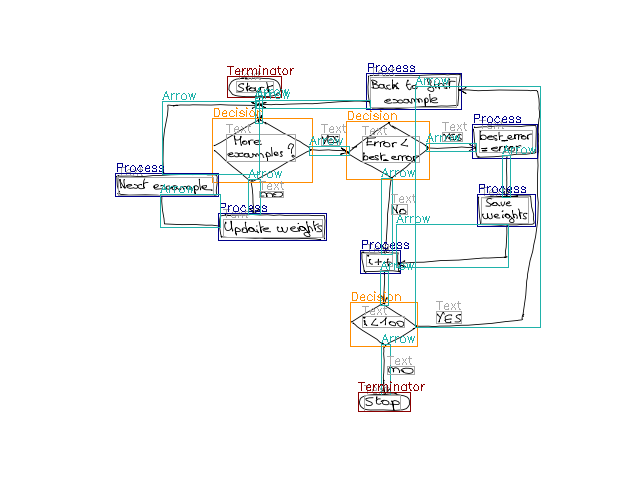 Terminator
Start
Process
Back to first
example
Arrow
Arrow
Arrow
Decision
Text
More
examples?
Text
YES
Arrow
Decision
Text
Error <
best_error
Arrow
Text
YES
Arrow
Process
best_error
= error
Arrow
Process
Next example
Arrow
Arrow
Text
no
Process
Update weights
Arrow
Text
No
Process
Save
weights
Arrow
Process
i++
Arrow
Decision
Text
i<100
Text
YES
Arrow
Text
no
Terminator
Stop